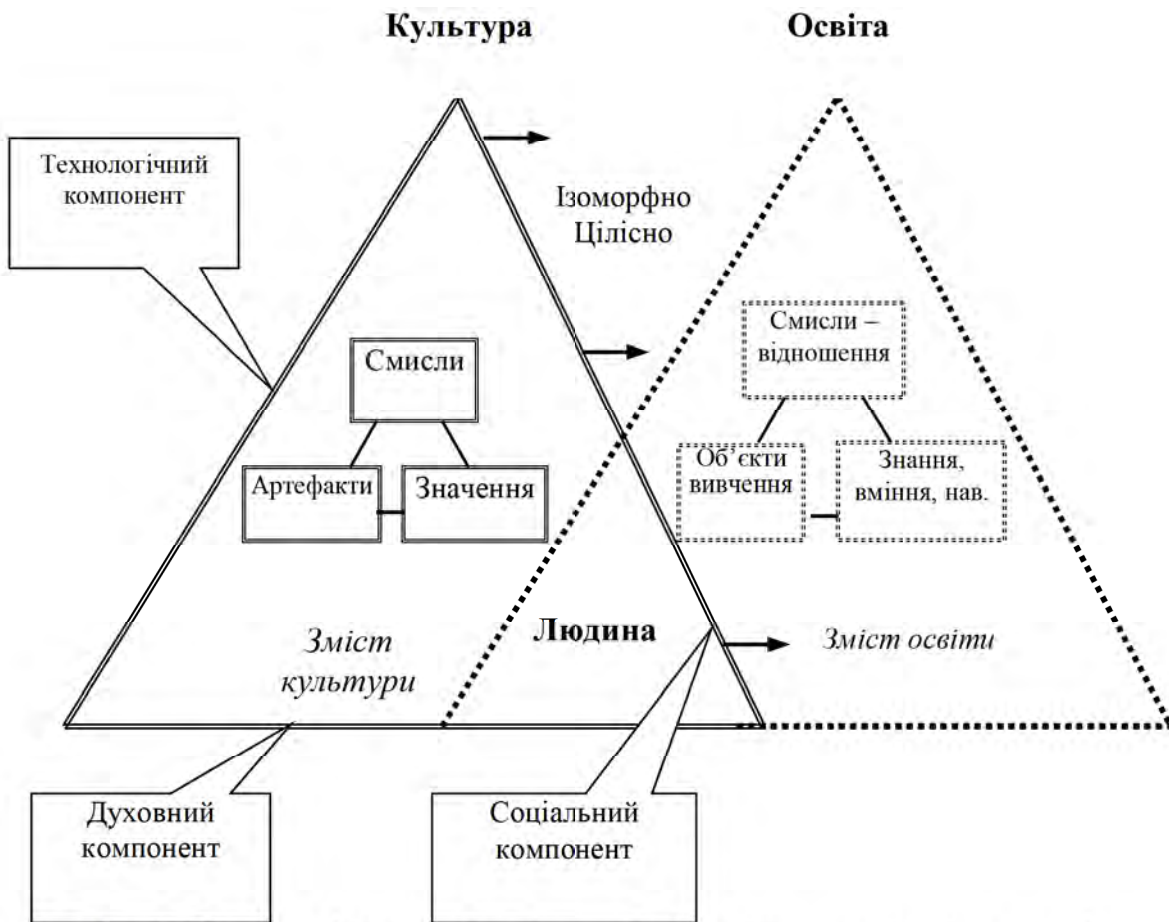 Культура
Освіта
Технологічний
компонент
Ізоморфно
Цілісно
Смисли
Артефакти
Значення
Смисли –
відношення
Об’єкти
вивчення
Знання,
вміння, нав.
Людина
Зміст
культури
Зміст освіти
Духовний
компонент
Соціальний
компонент